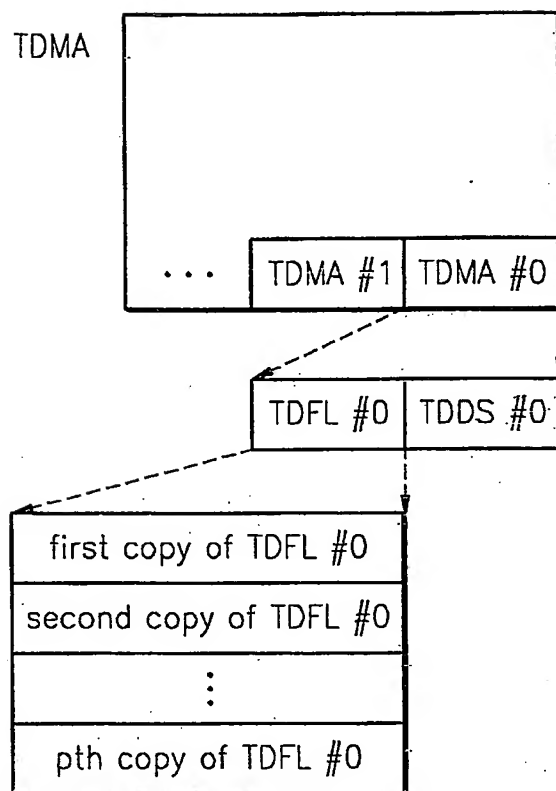 TDMA
... TDMA #1 TDMA #0
TDFL #0 TDDS #0
first copy of TDFL #0
second copy of TDFL #0
⋮
pth copy of TDFL #0